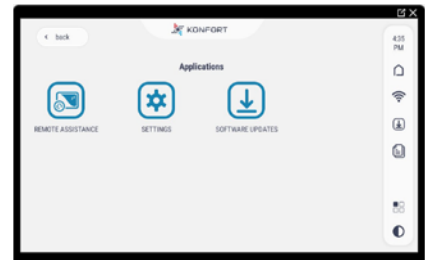 back
KONFORT
4:35
PM
Applications
REMOTE ASSISTANCE
SETTINGS
SOFTWARE UPDATES